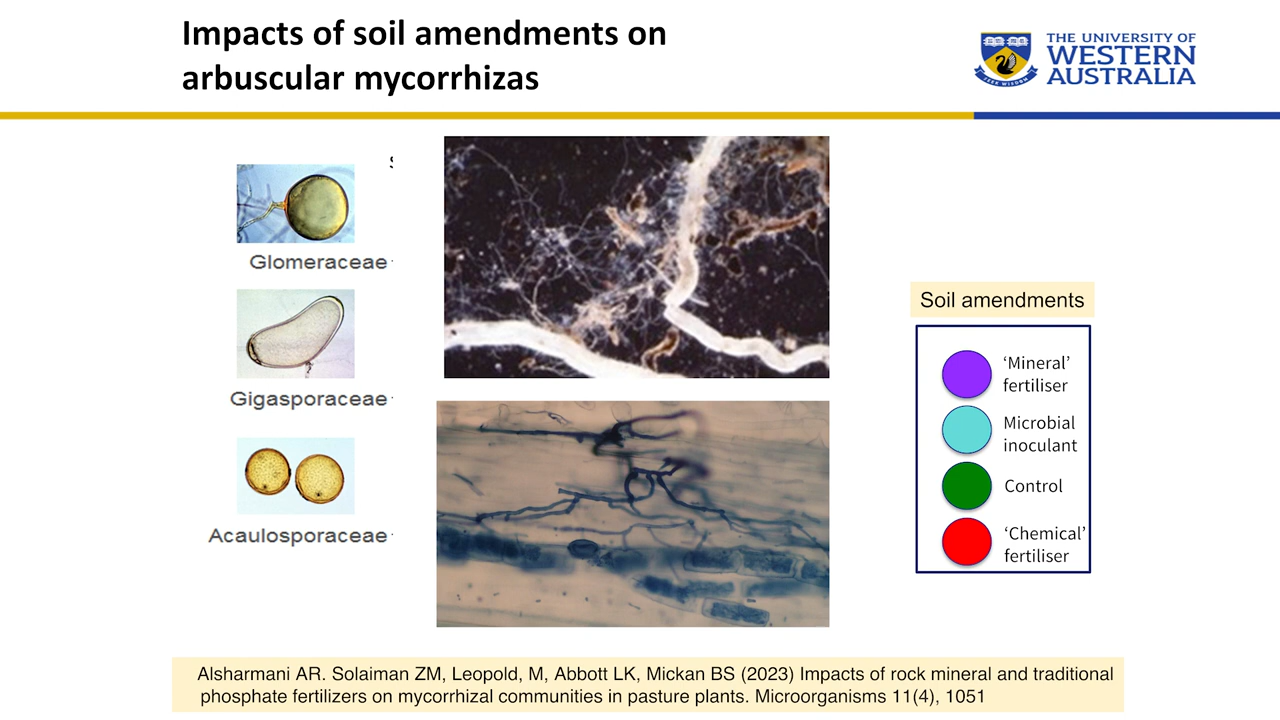 Impacts of soil amendments on
arbuscular mycorrhizas
THE UNIVERSITY OF
WESTERN
AUSTRALIA
Glomeraceae
Gigasporaceae
Acaulosporaceae
Soil amendments
‘Mineral’
fertiliser
Microbial
inoculant
Control
‘Chemical’
fertiliser
Alsharmani AR. Solaiman ZM, Leopold, M, Abbott LK, Mickan BS (2023) Impacts of rock mineral and traditional
phosphate fertilizers on mycorrhizal communities in pasture plants. Microorganisms 11(4), 1051